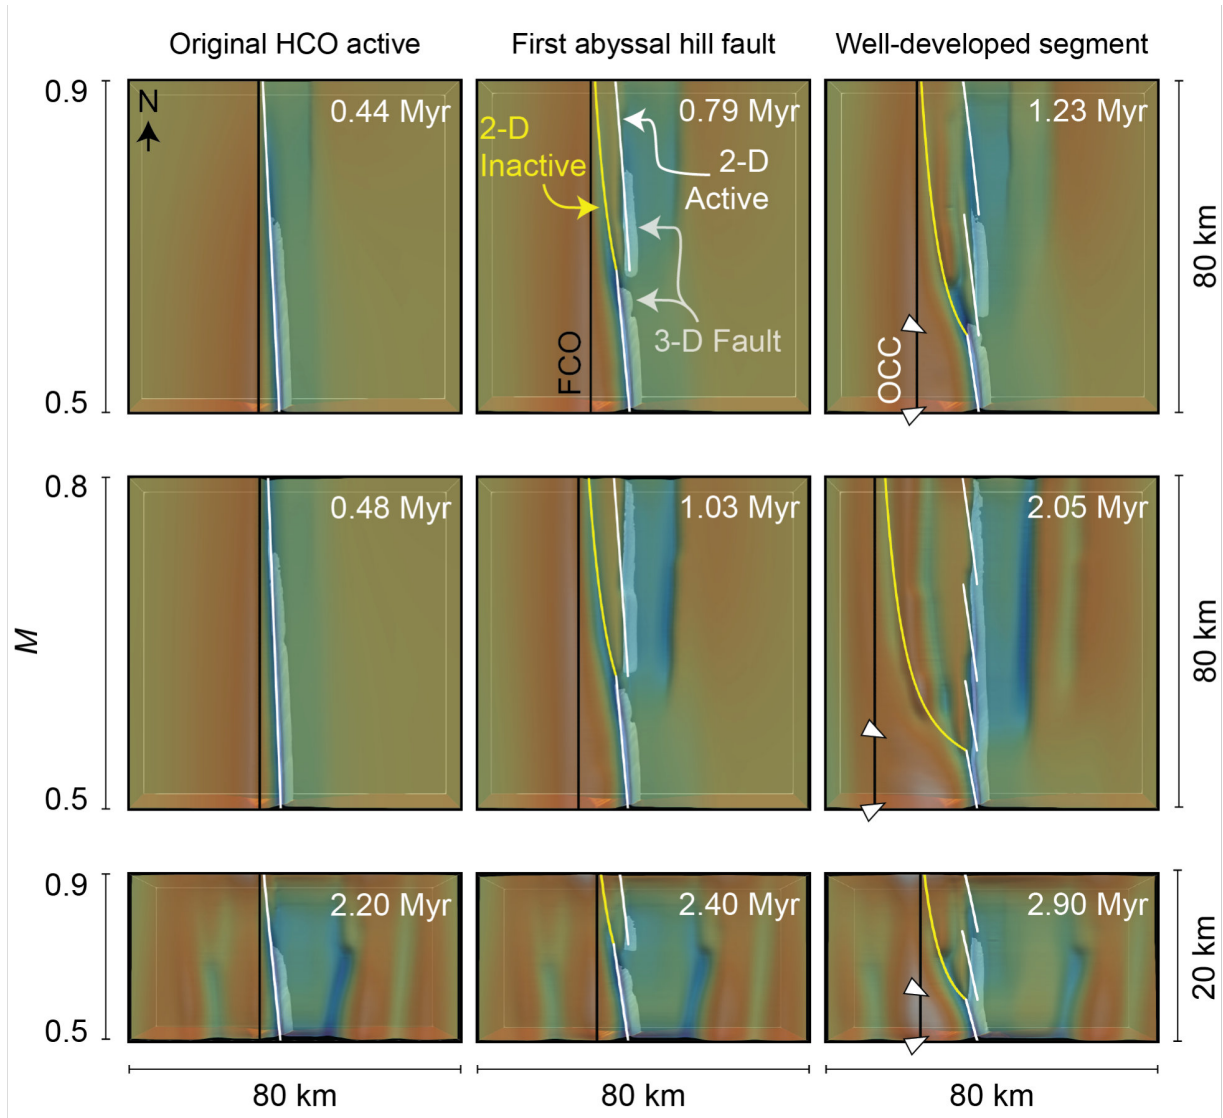 Original HCO active
First abyssal hill fault
Well-developed segment
0.9
N
0.44 Myr
2-D
Inactive
0.79 Myr
2-D
Active
1.23 Myr
80 km
FCO
3-D Fault
OCC
0.5
0.8
0.48 Myr
1.03 Myr
2.05 Myr
M
80 km
0.5
0.9
2.20 Myr
2.40 Myr
2.90 Myr
20 km
0.5
80 km
80 km
80 km